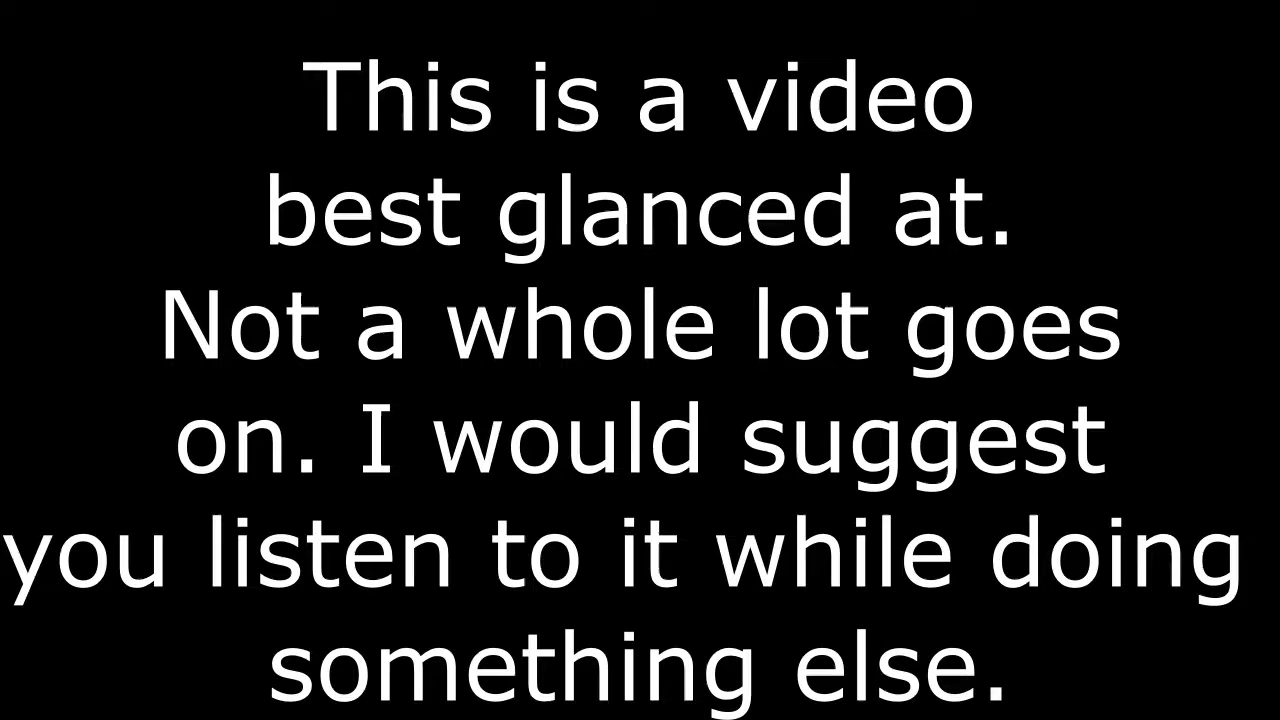 This is a video
best glanced at.
Not a whole lot goes
on. I would suggest
you listen to it while doing
something else.